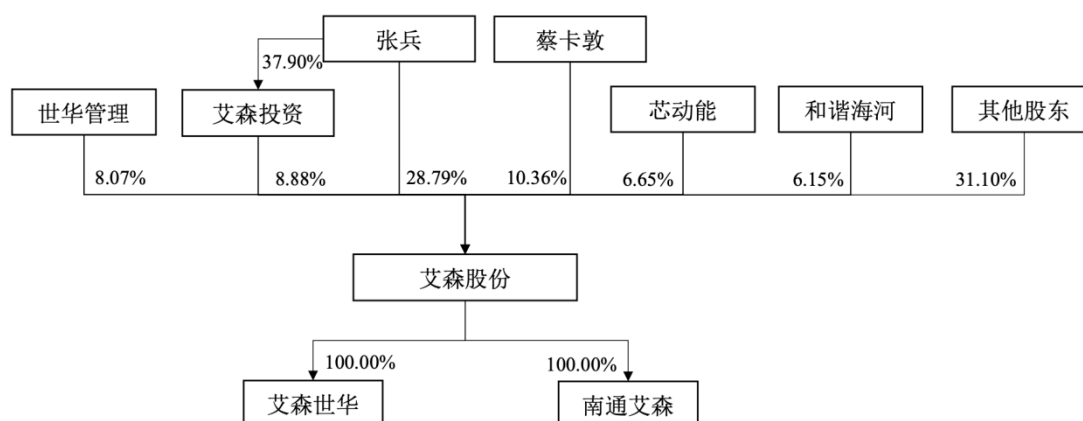 张兵
蔡卡敦
37.90%
世华管理
艾森投资
芯动能
和谐海河
其他股东
8.07%
8.88%
28.79%
10.36%
6.65%
6.15%
31.10%
艾森股份
100.00%
100.00%
艾森世华
南通艾森